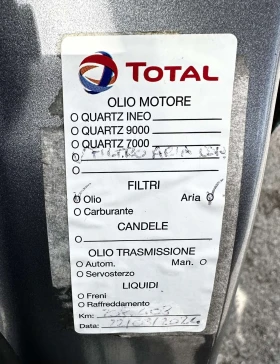 TOTAL
OLIO MOTORE
QUARTZ INEO
QUARTZ 9000
QUARTZ 7000
FILTRI
Olio Aria
Carburante
CANDELE
OLIO TRASMISSIONE
Autom. Man.
Servosterzo
LIQUIDI
Freni
Raffreddamento
Km:
Data: